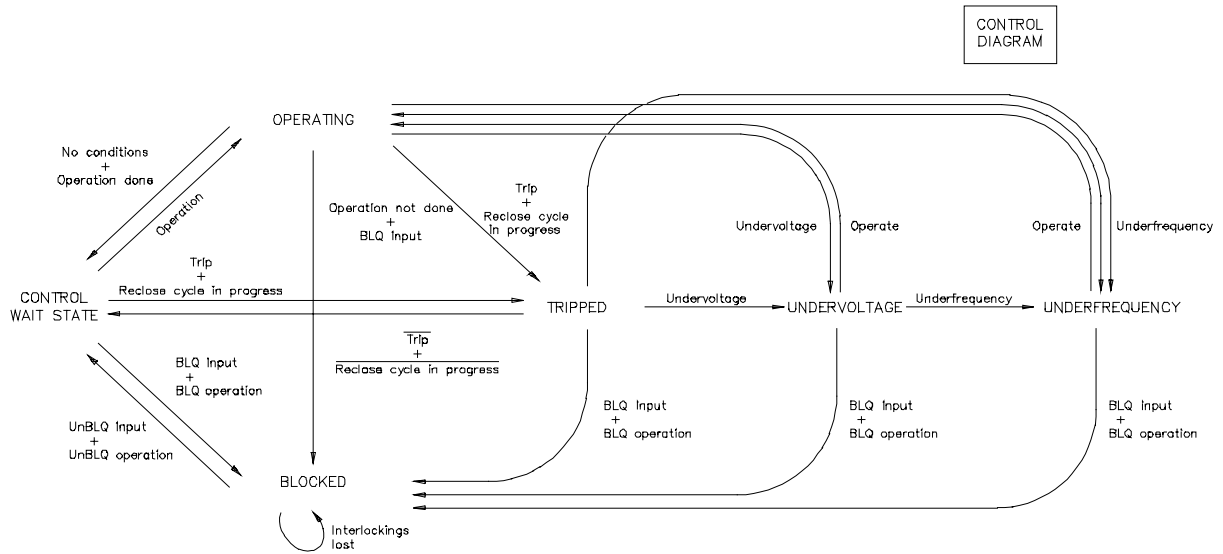 CONTROL
DIAGRAM
OPERATING
No conditions
+
Operation done
Operation
Operation not done
+
BLQ input
Trip
+
Reclose cycle
in progress
Undervoltage
Operate
Operate
Underfrequency
Trip
+
Reclose cycle in progress
CONTROL
WAIT STATE
TRIPPED
Undervoltage
UNDERVOLTAGE
Underfrequency
UNDERFREQUENCY
Trip
+
Reclose cycle in progress
BLQ input
+
BLQ operation
UnBLQ input
+
UnBLQ operation
BLQ input
+
BLQ operation
BLQ input
+
BLQ operation
BLQ input
+
BLQ operation
BLOCKED
Interlockings
lost